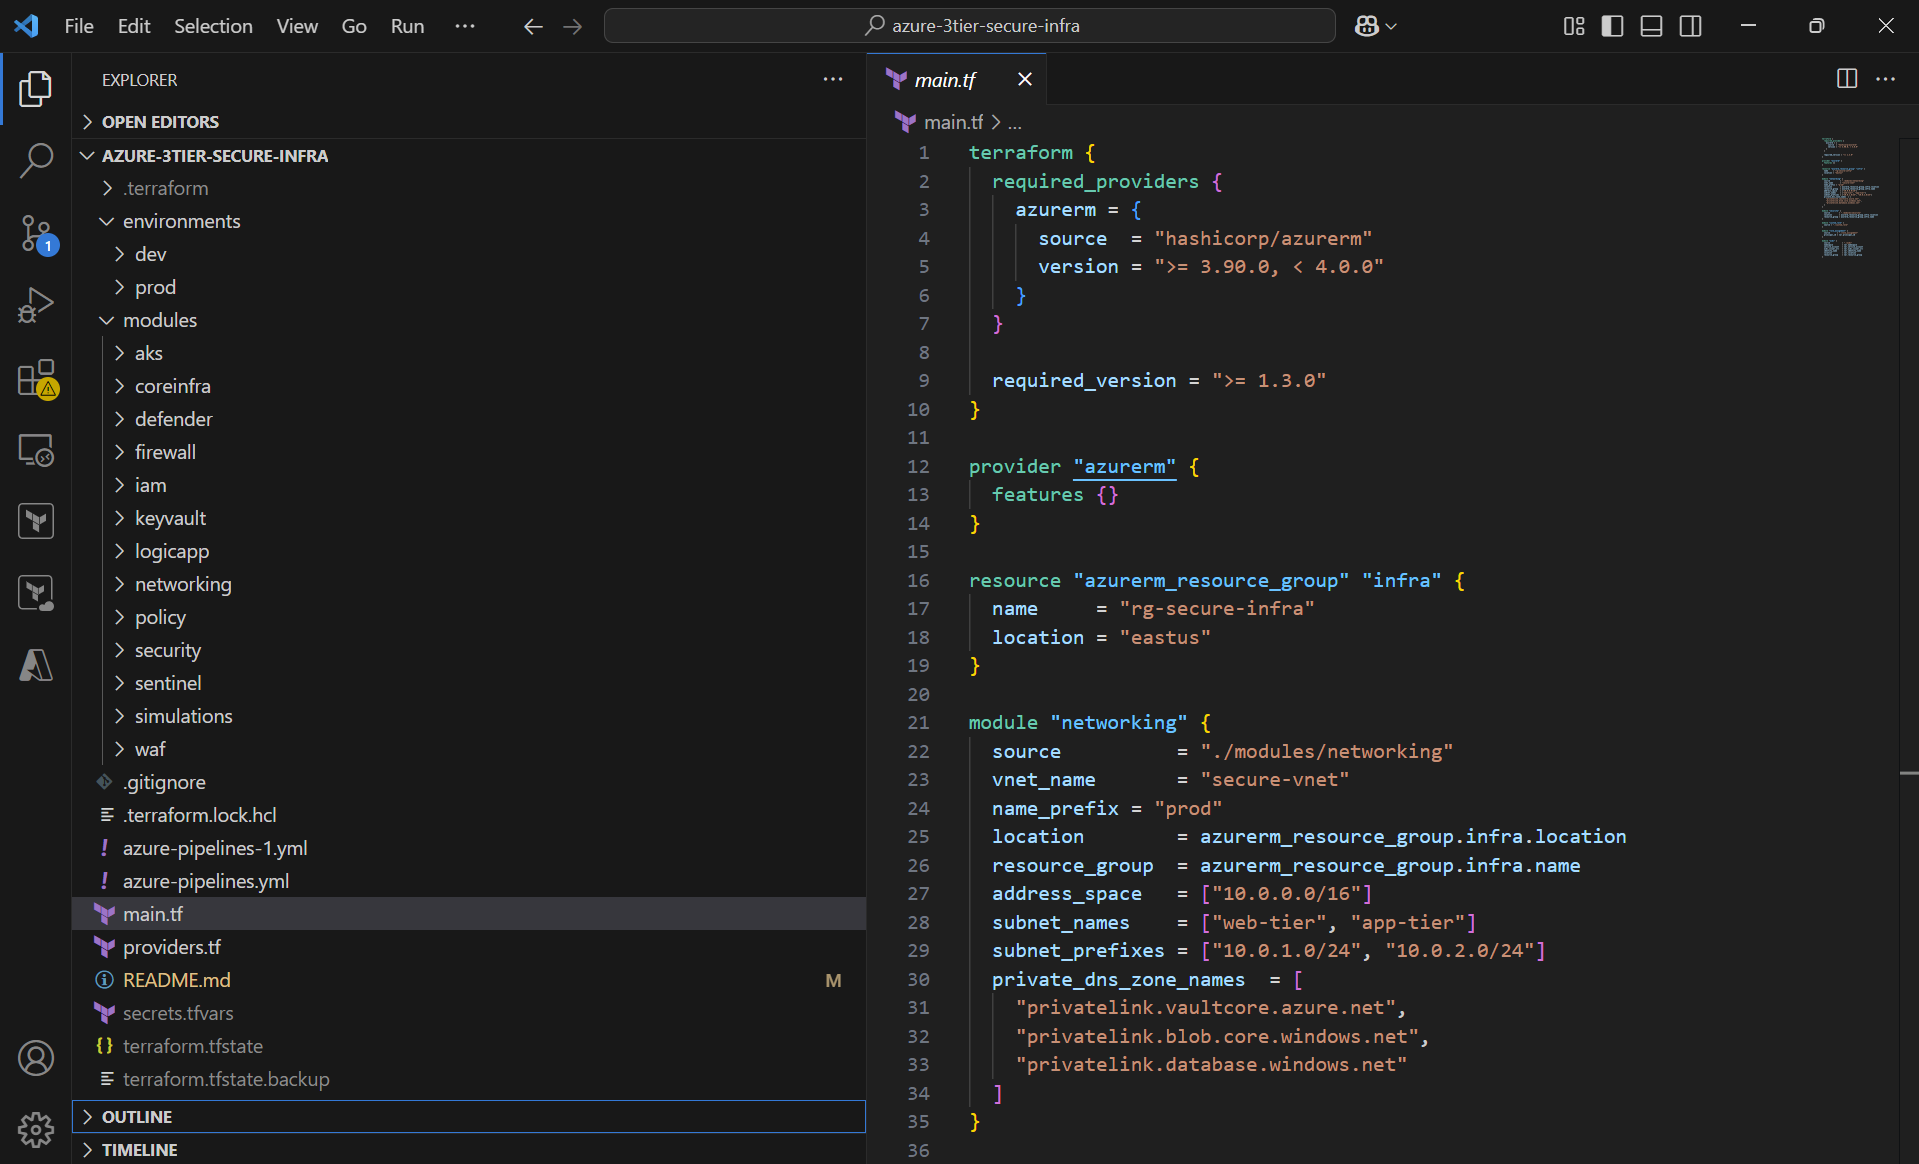 File Edit Selection View Go Run ··· azure-3tier-secure-infra
EXPLORER ···
OPEN EDITORS
AZURE-3TIER-SECURE-INFRA
.terraform
environments
dev
prod
modules
aks
coreinfra
defender
firewall
iam
keyvault
logicapp
networking
policy
security
sentinel
simulations
waf
.gitignore
.terraform.lock.hcl
! azure-pipelines-1.yml
! azure-pipelines.yml
main.tf
providers.tf
README.md M
secrets.tfvars
{} terraform.tfstate
terraform.tfstate.backup
OUTLINE
TIMELINE
1
main.tf
main.tf > ...
1 terraform {
2   required_providers {
3     azurerm = {
4       source  = "hashicorp/azurerm"
5       version = ">= 3.90.0, < 4.0.0"
6     }
7   }
8
9   required_version = ">= 1.3.0"
10 }
11
12 provider "azurerm" {
13   features {}
14 }
15
16 resource "azurerm_resource_group" "infra" {
17   name     = "rg-secure-infra"
18   location = "eastus"
19 }
20
21 module "networking" {
22   source          = "./modules/networking"
23   vnet_name       = "secure-vnet"
24   name_prefix = "prod"
25   location        = azurerm_resource_group.infra.location
26   resource_group  = azurerm_resource_group.infra.name
27   address_space   = ["10.0.0.0/16"]
28   subnet_names    = ["web-tier", "app-tier"]
29   subnet_prefixes = ["10.0.1.0/24", "10.0.2.0/24"]
30   private_dns_zone_names  = [
31     "privatelink.vaultcore.azure.net",
32     "privatelink.blob.core.windows.net",
33     "privatelink.database.windows.net"
34   ]
35 }
36